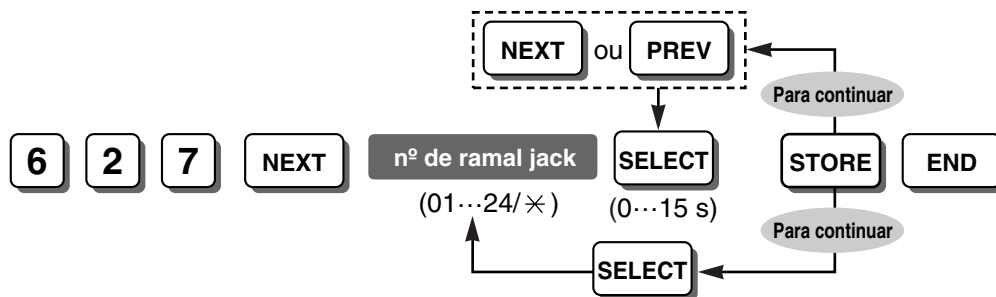 NEXT ou PREV
Para continuar
6 2 7 NEXT nº de ramal jack SELECT STORE END
(01···24/✳) (0···15 s)
Para continuar
SELECT